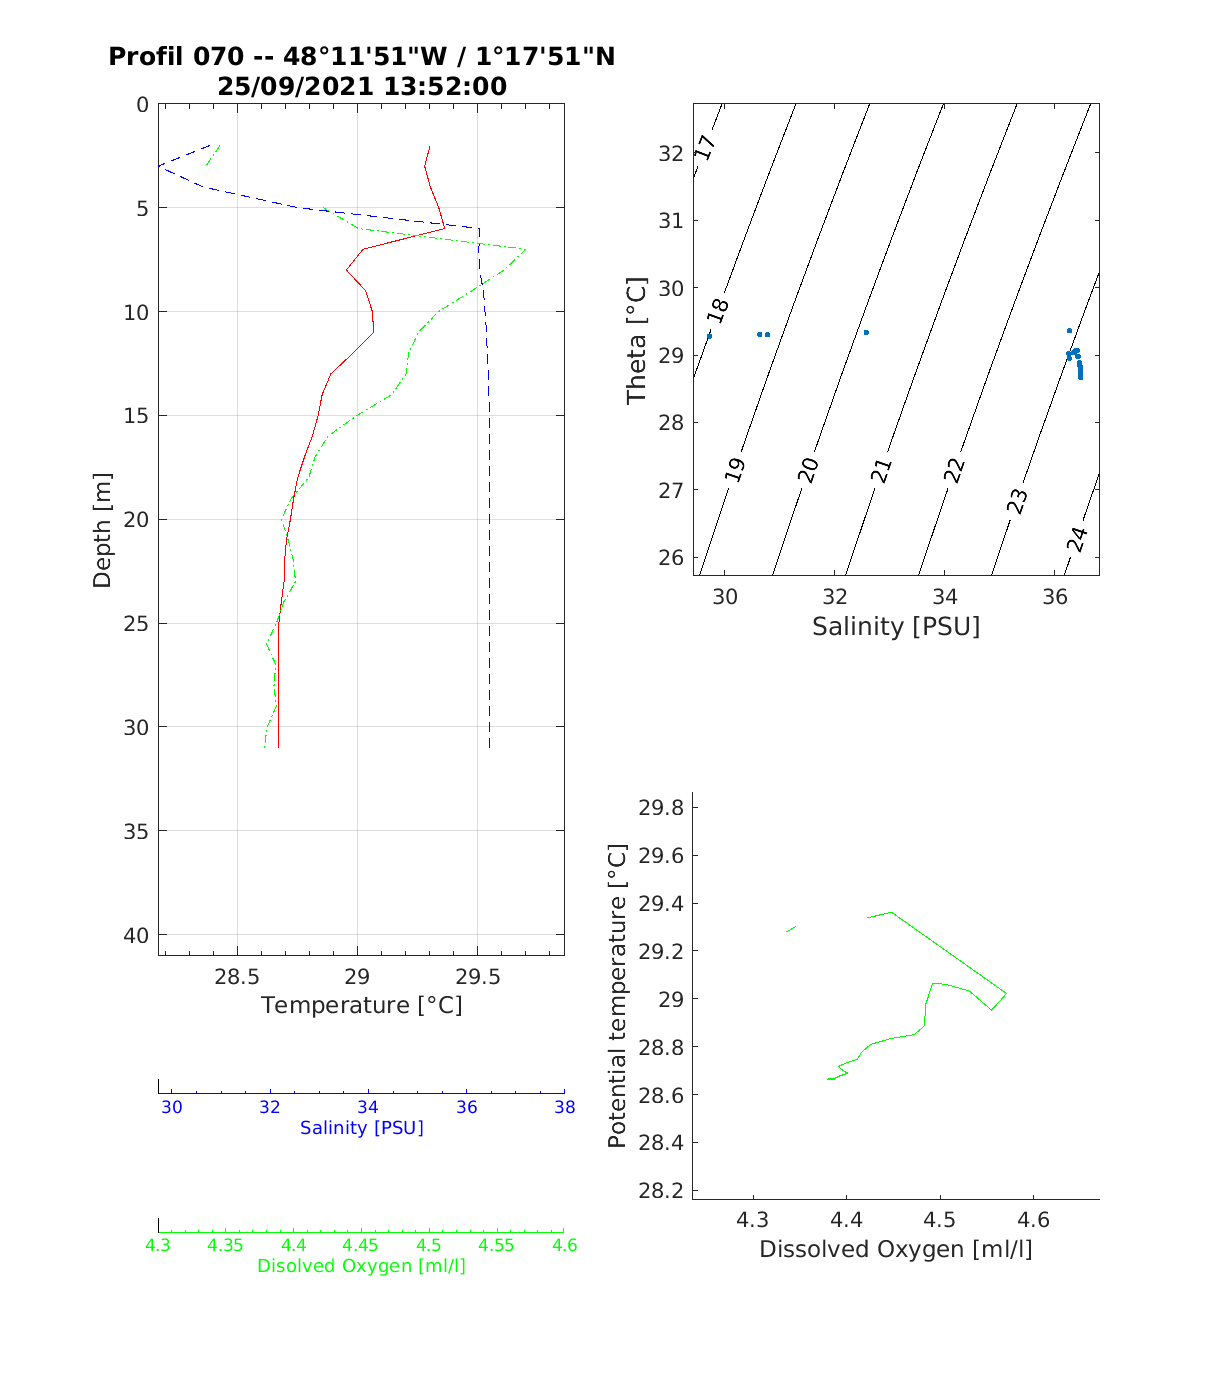 Profil 070 -- 48°11'51"W / 1°17'51"N
25/09/2021 13:52:00
0
5
10
15
20
25
30
35
40
Depth [m]
28.5 29 29.5
Temperature [°C]
30 32 34 36 38
Salinity [PSU]
4.3 4.35 4.4 4.45 4.5 4.55 4.6
Disolved Oxygen [ml/l]
32
31
30
29
28
27
26
Theta [°C]
17
18
19
20
21
22
23
24
30 32 34 36
Salinity [PSU]
29.8
29.6
29.4
29.2
29
28.8
28.6
28.4
28.2
Potential temperature [°C]
4.3 4.4 4.5 4.6
Dissolved Oxygen [ml/l]